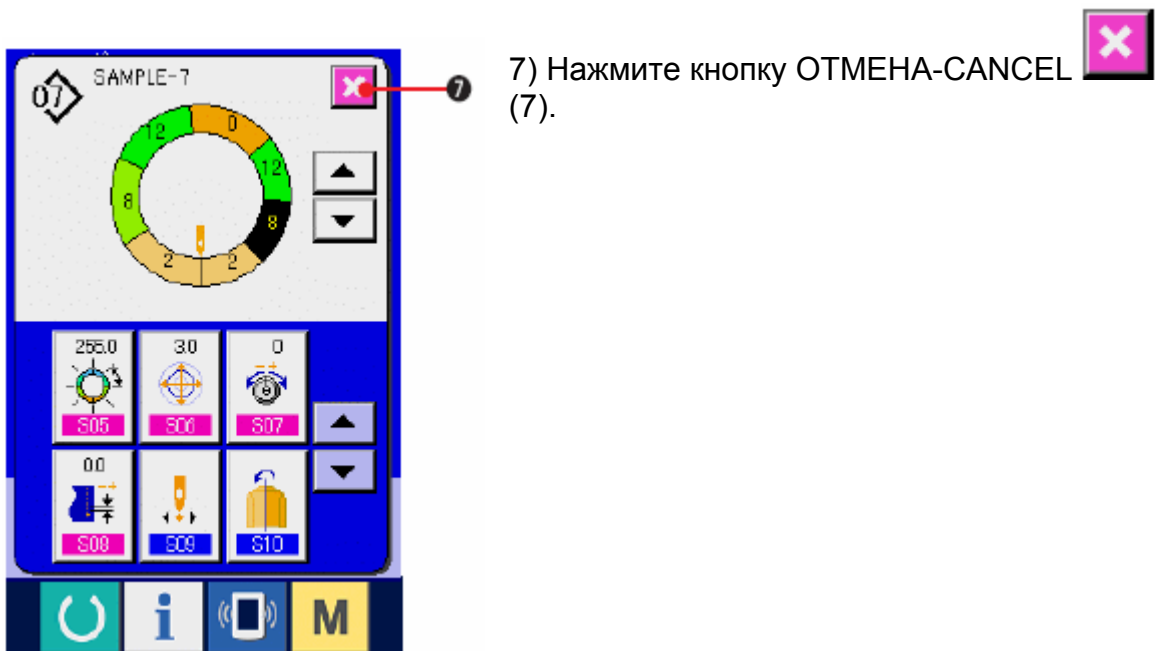 7) Нажмите кнопку ОТМЕНА-CANCEL
(7).
07 SAMPLE-7
7
12 0
12
8
8
2 2
255.0 3.0 0
S05 S06 S07
0.0
S08 S09 S10
i M